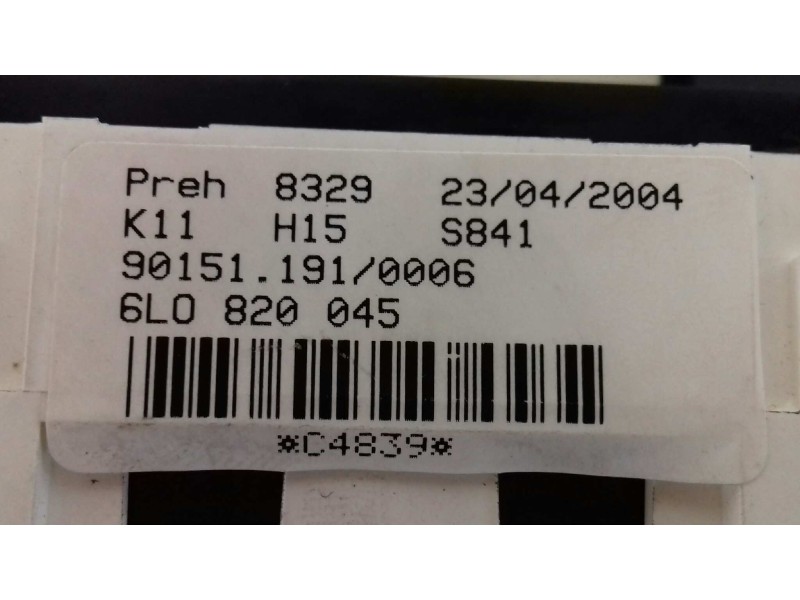 Preh 8329 23/04/2004
K11 H15 S841
90151.191/0006
6L0 820 045
*C4839*